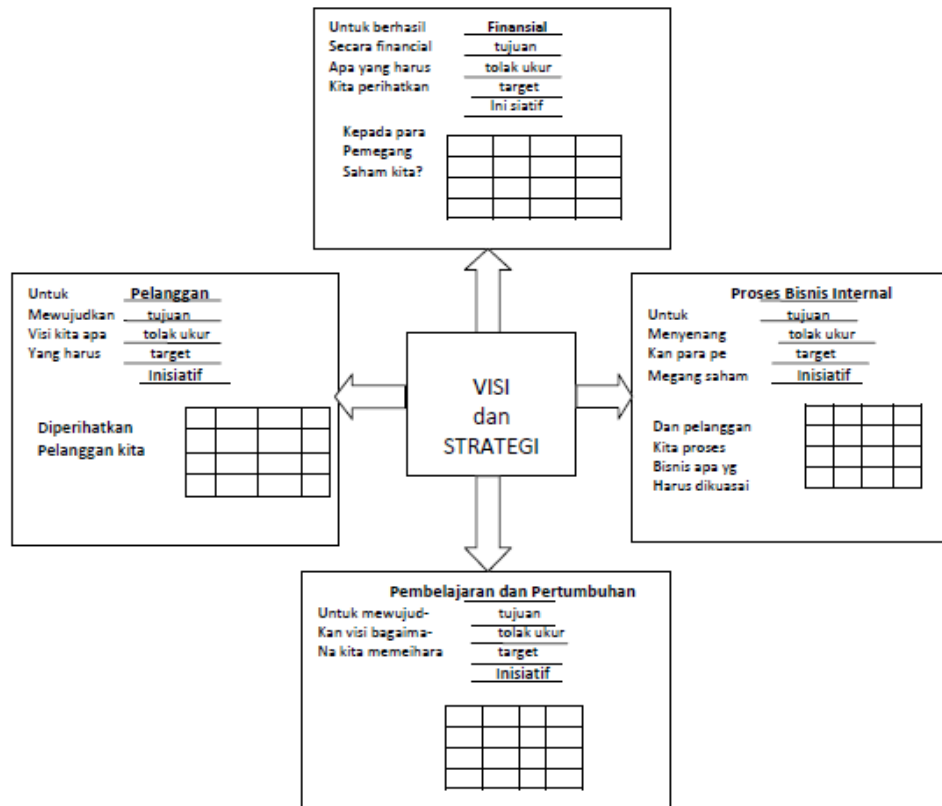 Untuk berhasil Finansial
Secara financial tujuan
Apa yang harus tolak ukur
Kita perihatkan target
Ini siatif
Kepada para
Pemegang
Saham kita?
Untuk Pelanggan
Mewujudkan tujuan
Visi kita apa tolak ukur
Yang harus target
Inisiatif
Diperihatkan
Pelanggan kita
VISI
dan
STRATEGI
Proses Bisnis Internal
Untuk tujuan
Menyenang tolak ukur
Kan para pe target
Megang saham Inisiatif
Dan pelanggan
Kita proses
Bisnis apa yg
Harus dikuasai
Pembelajaran dan Pertumbuhan
Untuk mewujud- tujuan
Kan visi bagaima- tolak ukur
Na kita memeihara target
Inisiatif